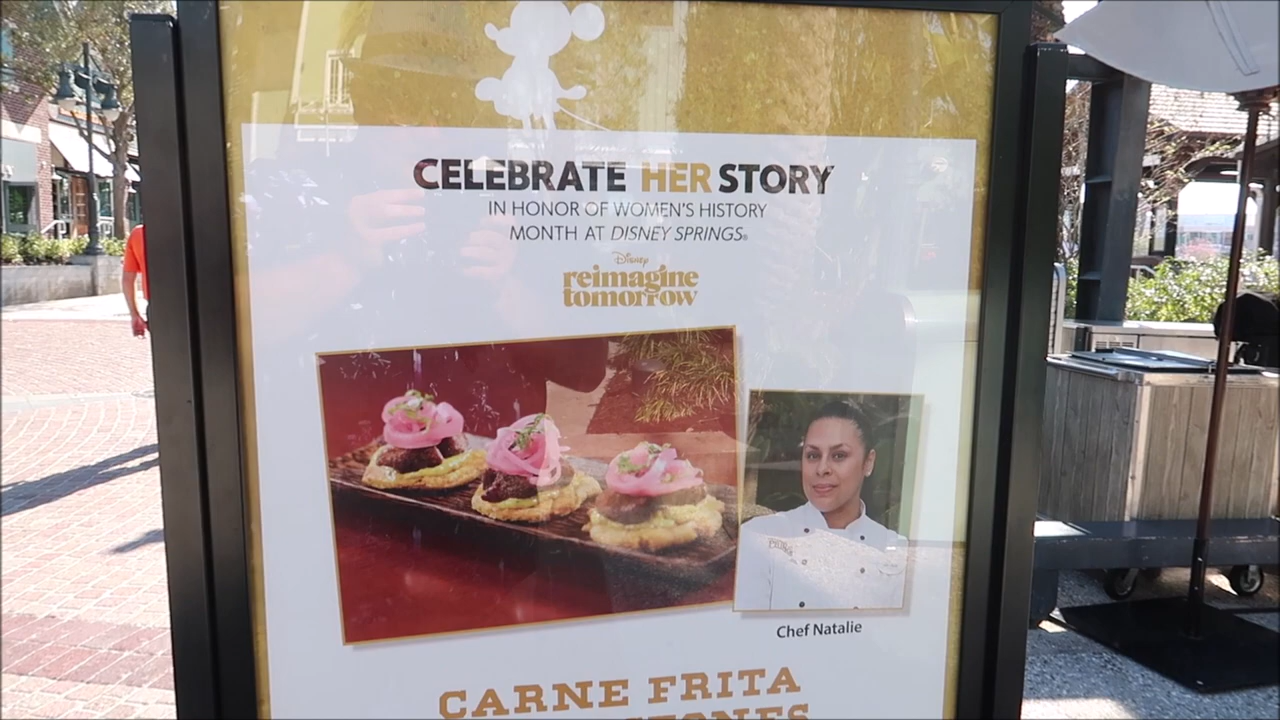 CELEBRATE HER STORY
IN HONOR OF WOMEN'S HISTORY
MONTH AT DISNEY SPRINGS®
Disney
reimagine
tomorrow
Chef Natalie
CARNE FRITA